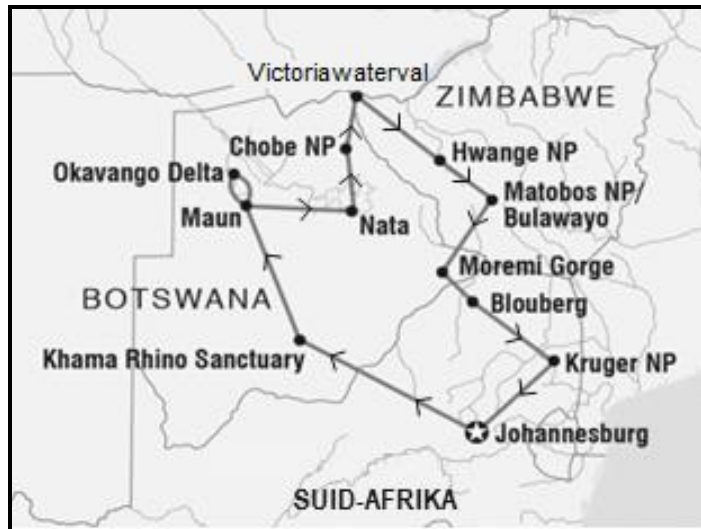 Victoriawaterval
ZIMBABWE
Chobe NP
Hwange NP
Okavango Delta
Matobos NP/
Bulawayo
Maun
Nata
Moremi Gorge
BOTSWANA
Blouberg
Khama Rhino Sanctuary
Kruger NP
Johannesburg
SUID-AFRIKA